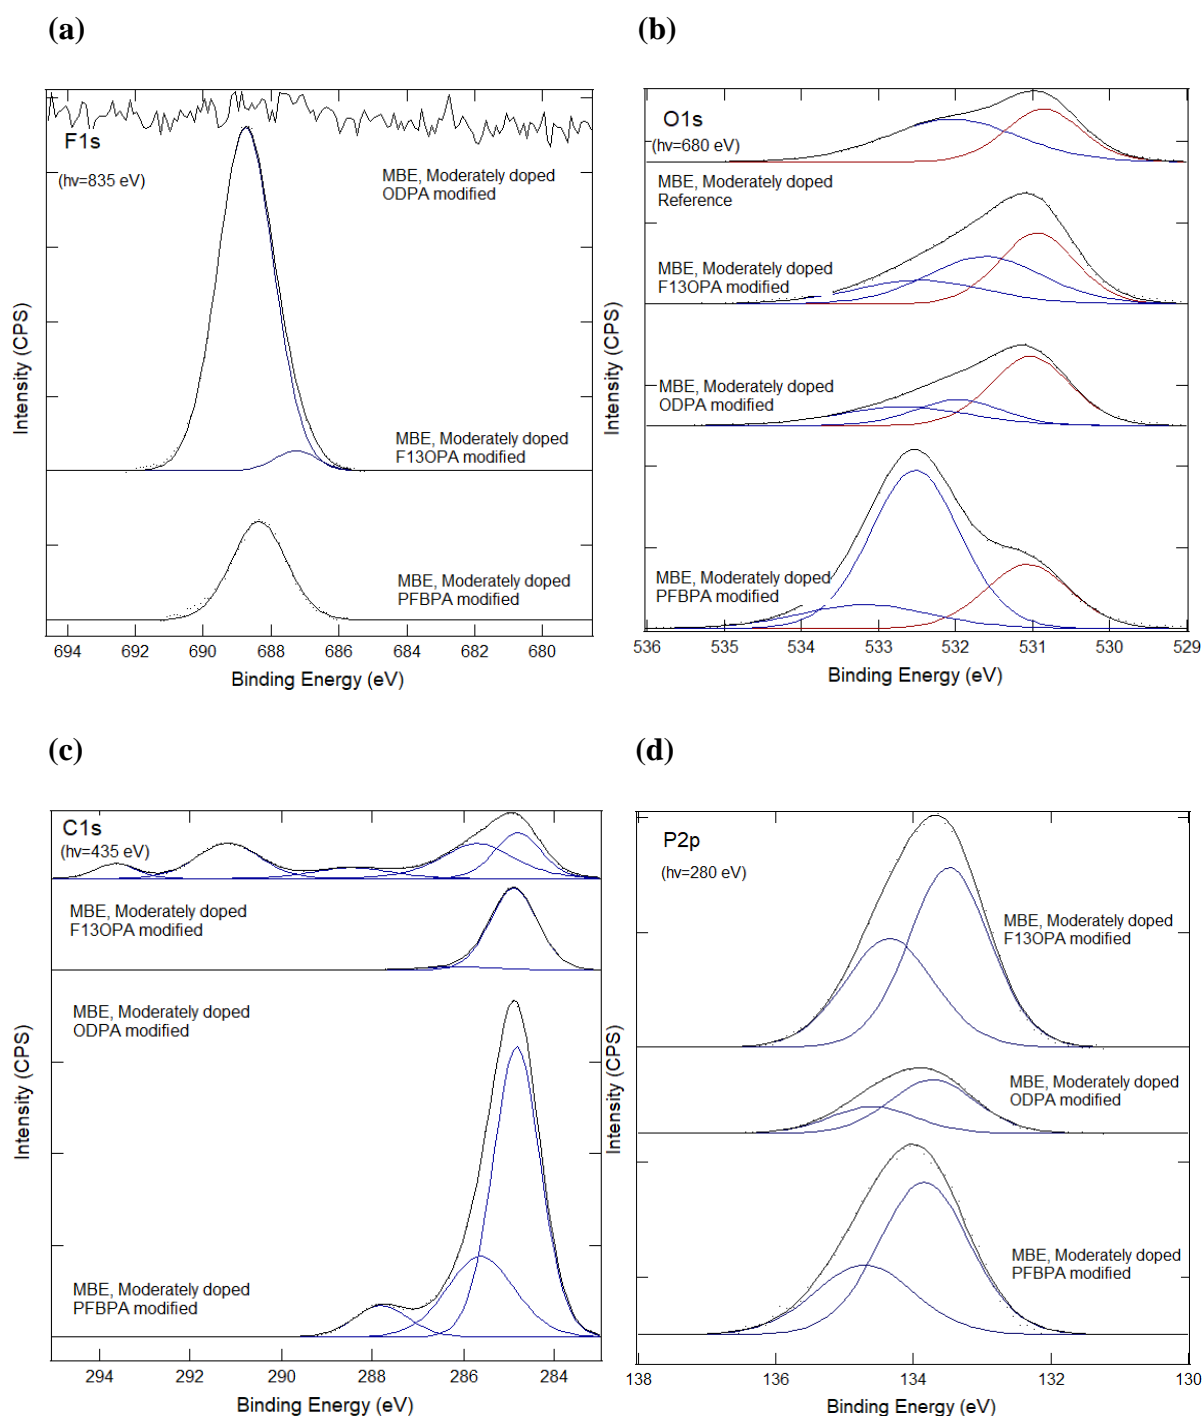 (a)
F1s
(hv=835 eV)
MBE, Moderately doped
ODPA modified
MBE, Moderately doped
F13OPA modified
MBE, Moderately doped
PFBPA modified
Intensity (CPS)
694 692 690 688 686 684 682 680
Binding Energy (eV)
(b)
O1s
(hv=680 eV)
MBE, Moderately doped
Reference
MBE, Moderately doped
F13OPA modified
MBE, Moderately doped
ODPA modified
MBE, Moderately doped
PFBPA modified
Intensity (CPS)
536 535 534 533 532 531 530 529
Binding Energy (eV)
(c)
C1s
(hv=435 eV)
MBE, Moderately doped
F13OPA modified
MBE, Moderately doped
ODPA modified
MBE, Moderately doped
PFBPA modified
Intensity (CPS)
294 292 290 288 286 284
Binding Energy (eV)
(d)
P2p
(hv=280 eV)
MBE, Moderately doped
F13OPA modified
MBE, Moderately doped
ODPA modified
MBE, Moderately doped
PFBPA modified
Intensity (CPS)
138 136 134 132 130
Binding Energy (eV)